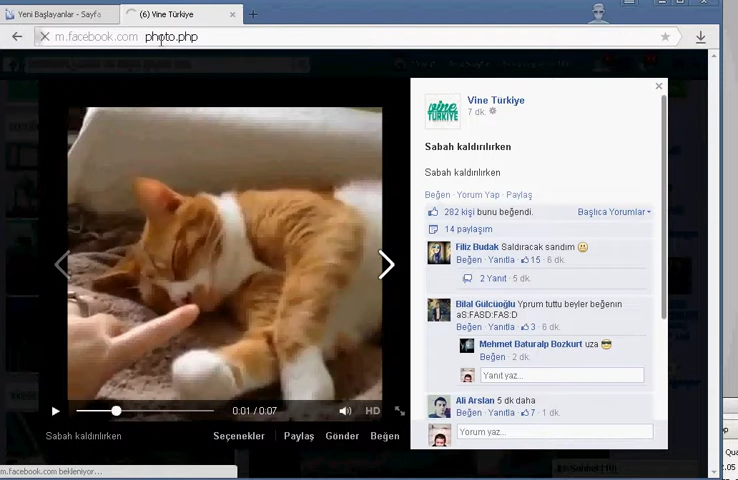 Yeni Başlayanlar - Sayfa
(6) Vine Türkiye
m.facebook.com photo.php
vine
TÜRKİYE
Vine Türkiye
7 dk.
Sabah kaldırılırken
Sabah kaldırılırken
Beğen · Yorum Yap · Paylaş
282 kişi bunu beğendi.
Başlıca Yorumlar
14 paylaşım
Filiz Budak Saldıracak sandım
Beğen · Yanıtla · 15 · 6 dk.
2 Yanıt · 5 dk.
Bilal Gülcüoğlu Yprum tuttu beyler beğenın
aS:FASD:FAS:D
Beğen · Yanıtla · 3 · 6 dk.
Mehmet Baturalp Bozkurt uza
Beğen · 2 dk.
Yanıt yaz...
Ali Arslan 5 dk daha
Beğen · Yanıtla · 7 · 1 dk.
Yorum yaz...
0:01 / 0:07
HD
Sabah kaldırılırken
Seçenekler
Paylaş
Gönder
Beğen
m.facebook.com bekleniyor...